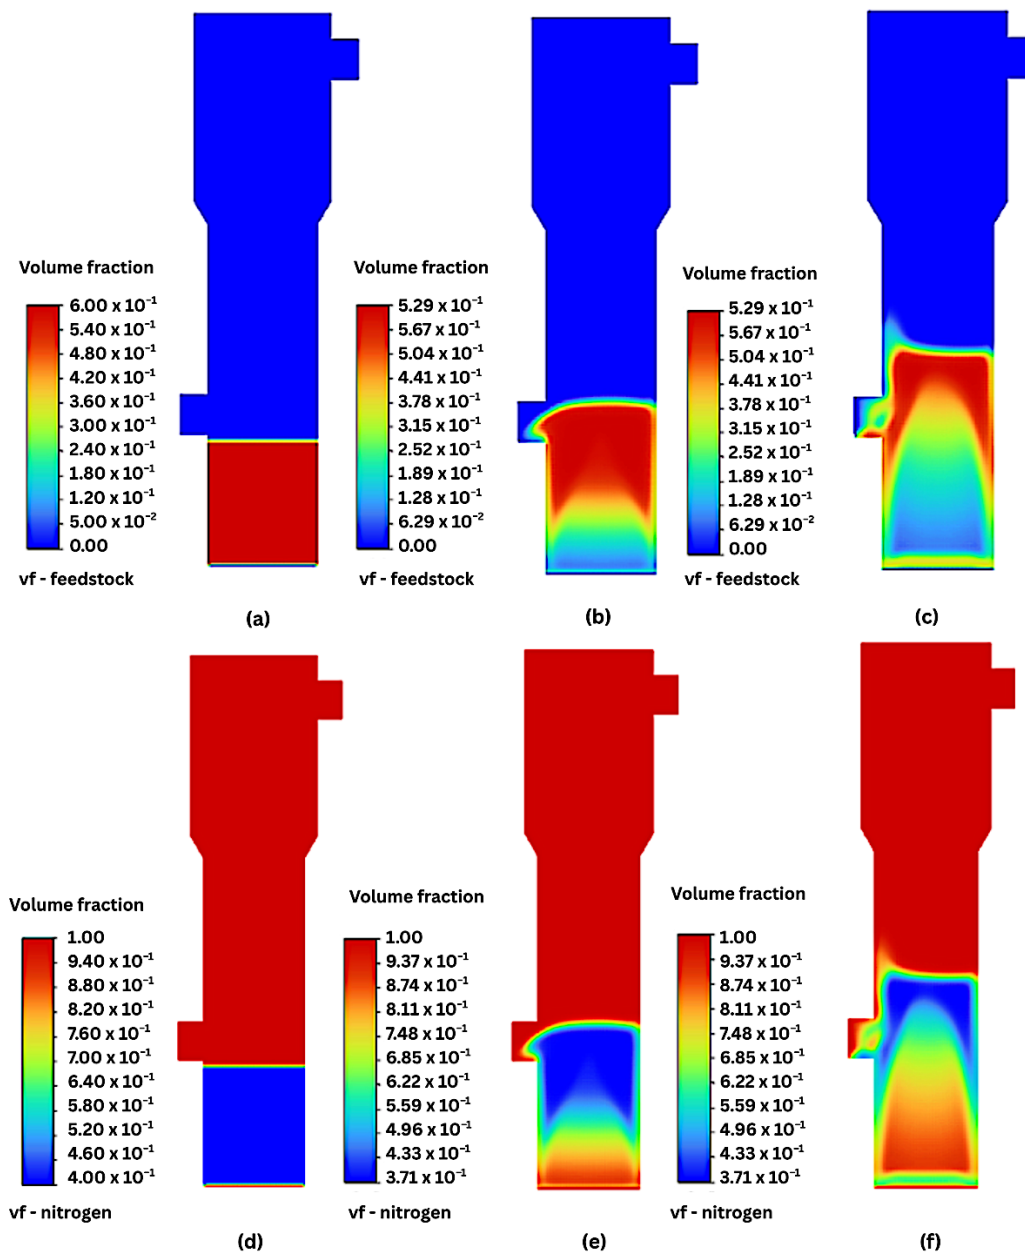 Volume fraction
6.00 x 10⁻¹
5.40 x 10⁻¹
4.80 x 10⁻¹
4.20 x 10⁻¹
3.60 x 10⁻¹
3.00 x 10⁻¹
2.40 x 10⁻¹
1.80 x 10⁻¹
1.20 x 10⁻¹
5.00 x 10⁻²
0.00
vf - feedstock
(a)
Volume fraction
5.29 x 10⁻¹
5.67 x 10⁻¹
5.04 x 10⁻¹
4.41 x 10⁻¹
3.78 x 10⁻¹
3.15 x 10⁻¹
2.52 x 10⁻¹
1.89 x 10⁻¹
1.28 x 10⁻¹
6.29 x 10⁻²
0.00
vf - feedstock
(b)
Volume fraction
5.29 x 10⁻¹
5.67 x 10⁻¹
5.04 x 10⁻¹
4.41 x 10⁻¹
3.78 x 10⁻¹
3.15 x 10⁻¹
2.52 x 10⁻¹
1.89 x 10⁻¹
1.28 x 10⁻¹
6.29 x 10⁻²
0.00
vf - feedstock
(c)
Volume fraction
1.00
9.40 x 10⁻¹
8.80 x 10⁻¹
8.20 x 10⁻¹
7.60 x 10⁻¹
7.00 x 10⁻¹
6.40 x 10⁻¹
5.80 x 10⁻¹
5.20 x 10⁻¹
4.60 x 10⁻¹
4.00 x 10⁻¹
vf - nitrogen
(d)
Volume fraction
1.00
9.37 x 10⁻¹
8.74 x 10⁻¹
8.11 x 10⁻¹
7.48 x 10⁻¹
6.85 x 10⁻¹
6.22 x 10⁻¹
5.59 x 10⁻¹
4.96 x 10⁻¹
4.33 x 10⁻¹
3.71 x 10⁻¹
vf - nitrogen
(e)
Volume fraction
1.00
9.37 x 10⁻¹
8.74 x 10⁻¹
8.11 x 10⁻¹
7.48 x 10⁻¹
6.85 x 10⁻¹
6.22 x 10⁻¹
5.59 x 10⁻¹
4.96 x 10⁻¹
4.33 x 10⁻¹
3.71 x 10⁻¹
vf - nitrogen
(f)